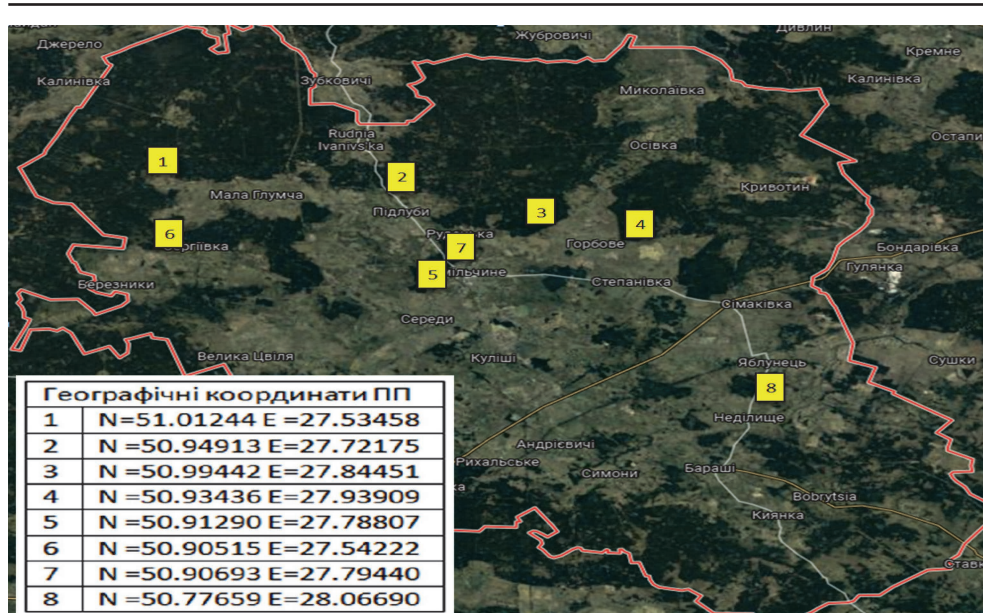 Дивлин
Жубровичі
Джерело
Кремне
Калинівка
Зубковичі
Калинівка
Миколаївка
Rudnia
Ivanivs'ka
Остапи
Осівка
1
2
Мала Глумча
Кривотин
Підлуби
3
4
6
7
Горбове
Бондарівка
5
Гулянка
Березники
Степанівка
Сімаківка
Середи
Велика Цвіля
Куліші
Яблунець
Сушки
8
Неділище
Андрієвичі
Рихальське
Симони
Бараші
Bobrytsia
Киянка
Географічні координати ПП
1 N=51.01244 E =27.53458
2 N =50.94913 E=27.72175
3 N =50.99442 E=27.84451
4 N =50.93436 E=27.93909
5 N =50.91290 E=27.78807
6 N =50.90515 E=27.54222
7 N =50.90693 E=27.79440
8 N =50.77659 E=28.06690